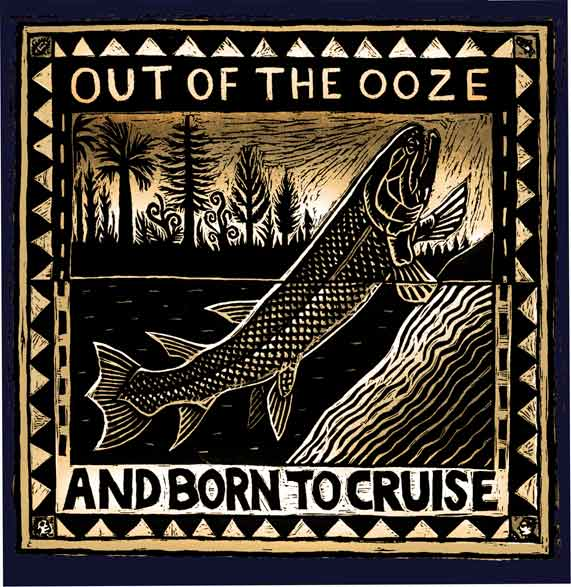 OUT OF THE OOZE
AND BORN TO CRUISE